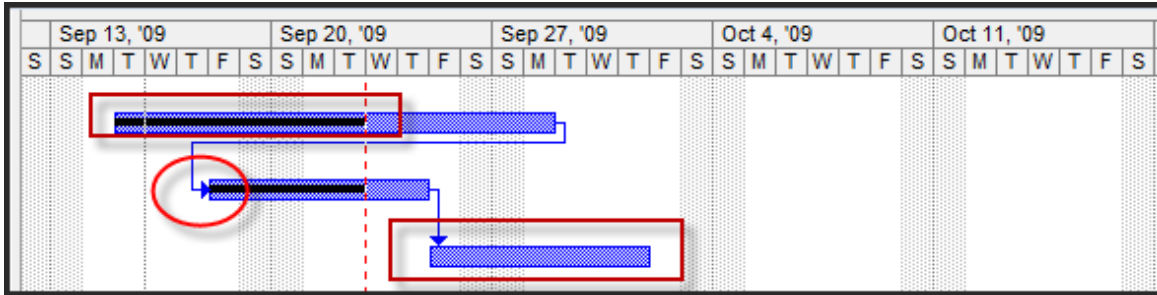 Sep 13, '09 Sep 20, '09 Sep 27, '09 Oct 4, '09 Oct 11, '09
S S M T W T F S S M T W T F S S M T W T F S S M T W T F S S M T W T F S